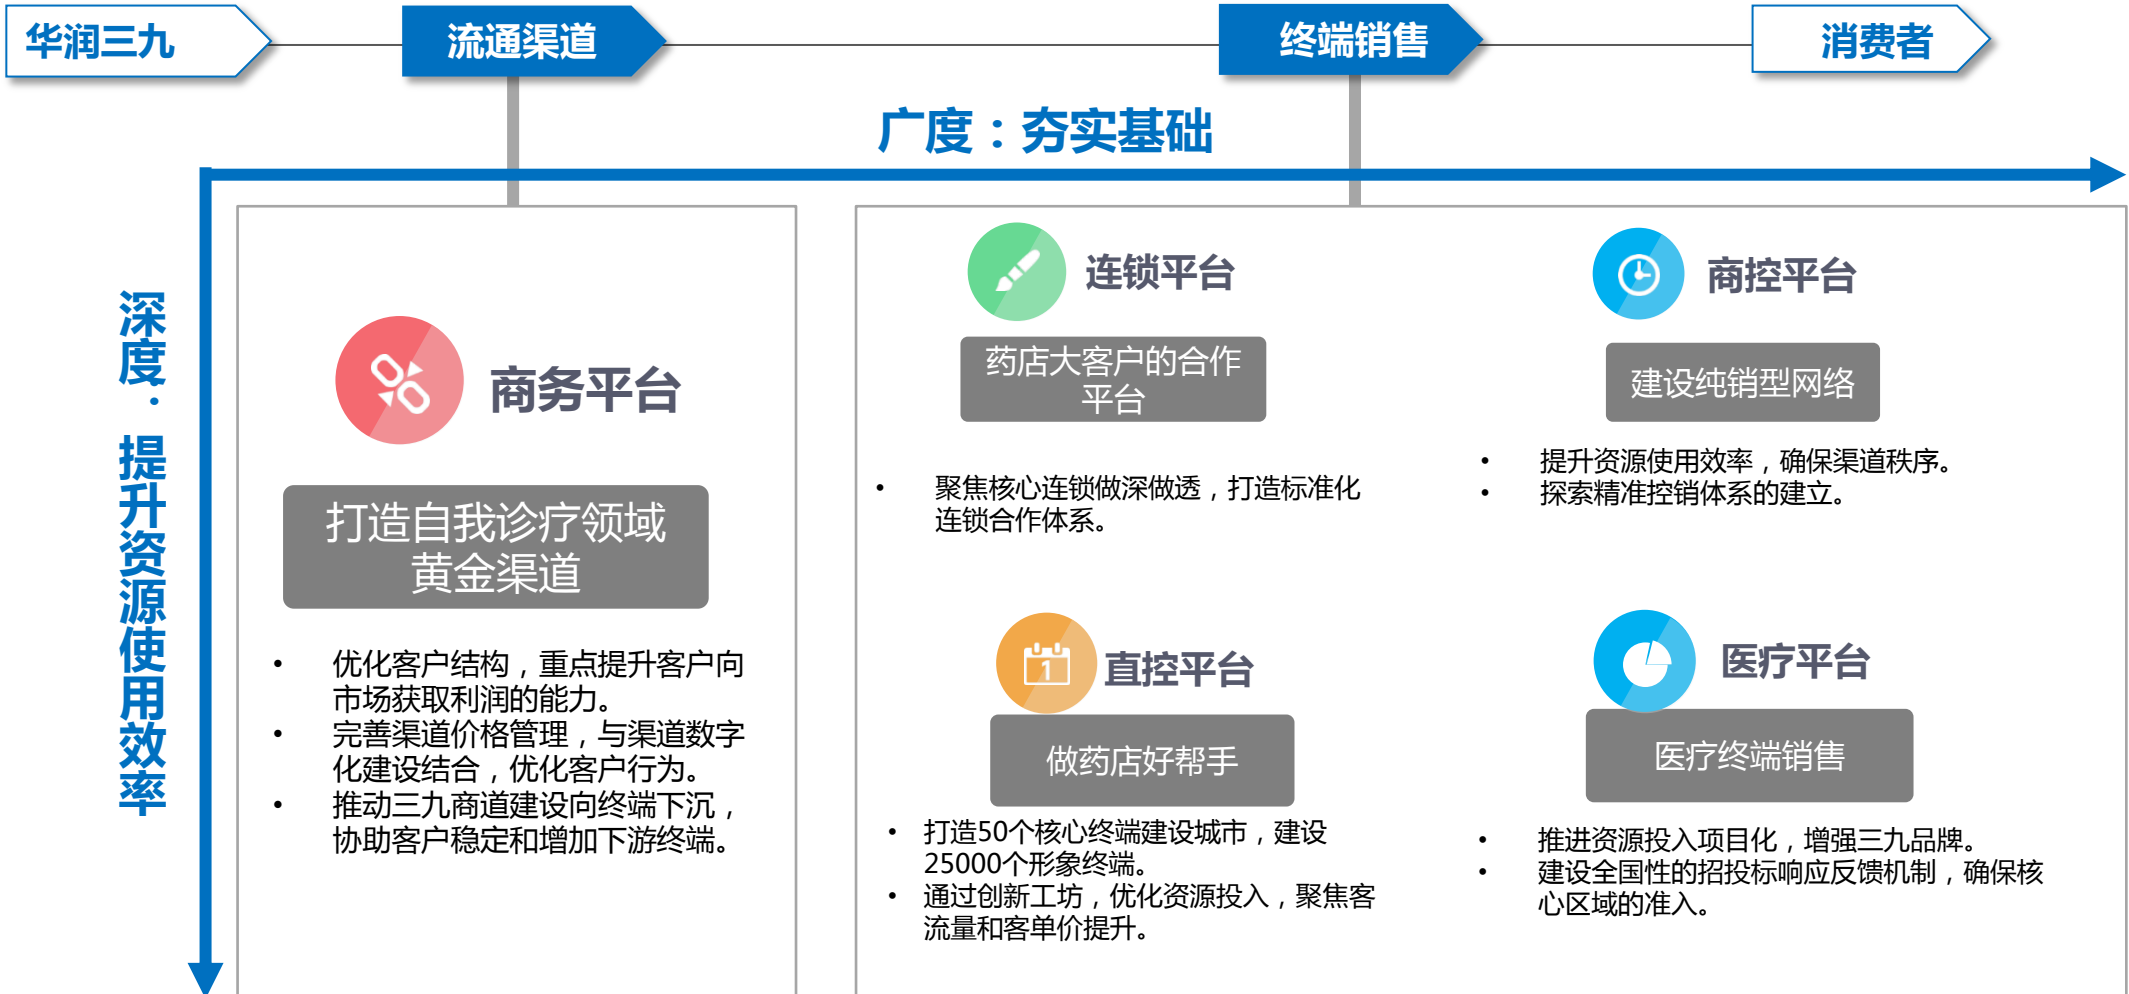 华润三九
流通渠道
终端销售
消费者
广度：夯实基础
深度：提升资源使用效率
商务平台
打造自我诊疗领域
黄金渠道
• 优化客户结构，重点提升客户向
市场获取利润的能力。
• 完善渠道价格管理，与渠道数字
化建设结合，优化客户行为。
• 推动三九商道建设向终端下沉，
协助客户稳定和增加下游终端。
连锁平台
药店大客户的合作
平台
• 聚焦核心连锁做深做透，打造标准化
连锁合作体系。
商控平台
建设纯销型网络
• 提升资源使用效率，确保渠道秩序。
• 探索精准控销体系的建立。
1
直控平台
做药店好帮手
• 打造50个核心终端建设城市，建设
25000个形象终端。
• 通过创新工坊，优化资源投入，聚焦客
流量和客单价提升。
医疗平台
医疗终端销售
• 推进资源投入项目化，增强三九品牌。
• 建设全国性的招投标响应反馈机制，确保核
心区域的准入。